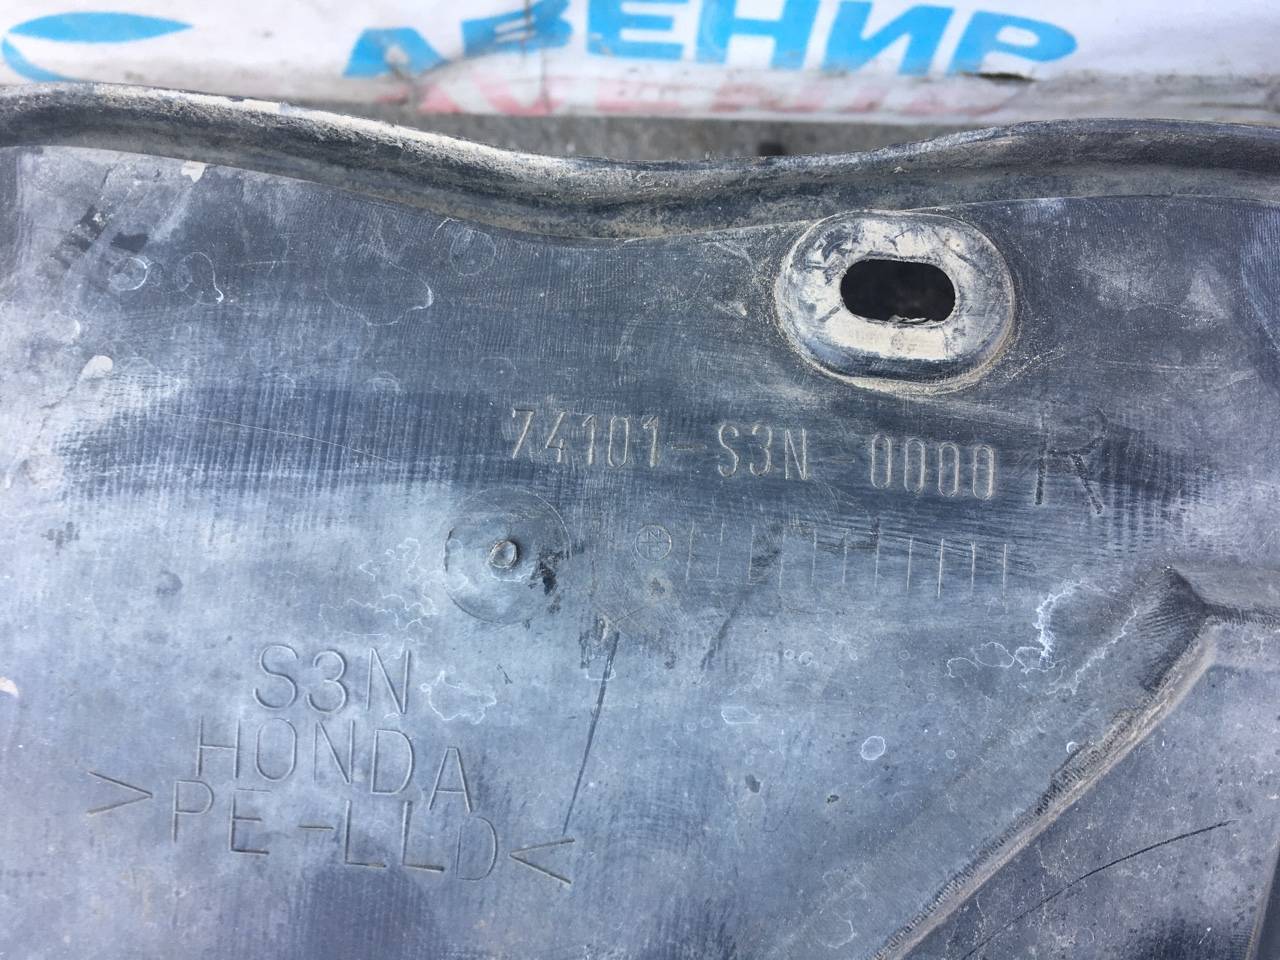 АВЕНИР
74101-S3N-0000 R
S3N
HONDA
>PE-LLD<